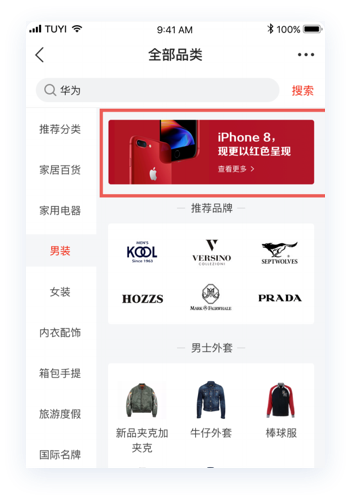 TUYI 9:41 AM 100%
全部品类
华为 搜索
推荐分类
家居百货
家用电器
男装
女装
内衣配饰
箱包手提
旅游度假
国际名牌
iPhone 8，
现更以红色呈现
查看更多
推荐品牌
MEN'S
KOOL
Since 1963
V
VERSINO
COLLEZIONI
SEPTWOLVES
HOZZS
MARK FAIRWHALE
PRADA
男士外套
新品夹克加
夹克
牛仔外套
棒球服